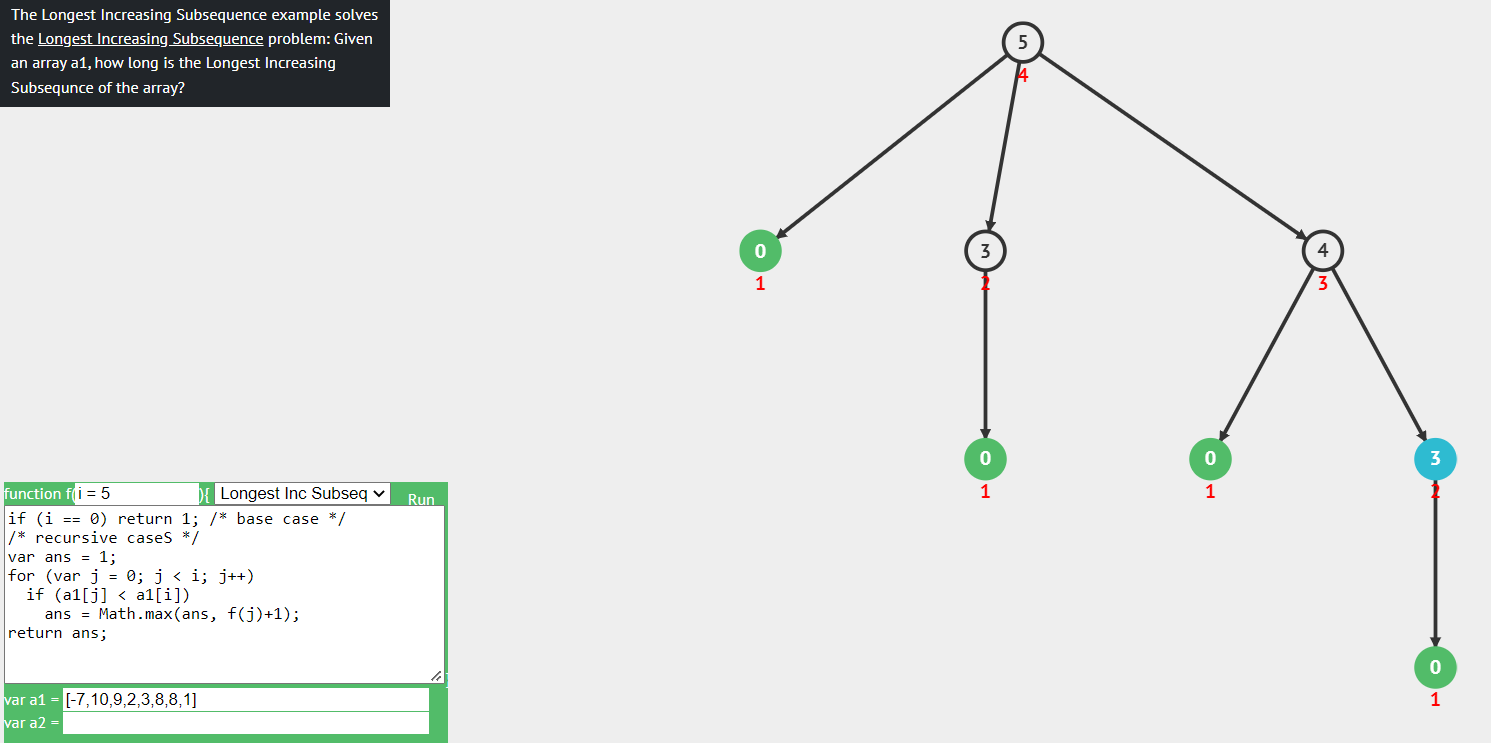 The Longest Increasing Subsequence example solves
the Longest Increasing Subsequence problem: Given
an array a1, how long is the Longest Increasing
Subsequnce of the array?
5
4
0
3
4
1
2
3
0
0
3
1
1
2
0
1
function f( i = 5 ){ Longest Inc Subseq Run
if (i == 0) return 1; /* base case */
/* recursive caseS */
var ans = 1;
for (var j = 0; j < i; j++)
if (a1[j] < a1[i])
ans = Math.max(ans, f(j)+1);
return ans;
var a1 = [-7,10,9,2,3,8,8,1]
var a2 =